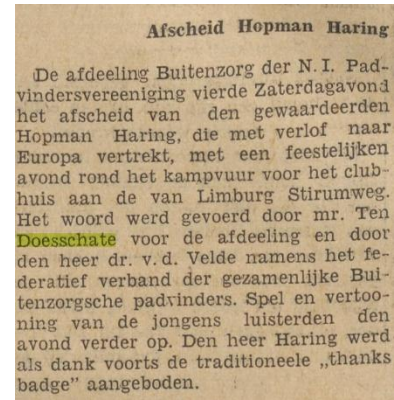 Afscheid Hopman Haring
De afdeeling Buitenzorg der N. I. Pad-
vindersvereeniging vierde Zaterdagavond
het afscheid van den gewaardeerden
Hopman Haring, die met verlof naar
Europa vertrekt, met een feestelijken
avond rond het kampvuur voor het club-
huis aan de van Limburg Stirumweg.
Het woord werd gevoerd door mr. Ten
Doesschate voor de afdeeling en door
den heer dr. v. d. Velde namens het fe-
deratief verband der gezamenlijke Bui-
tenzorgsche padvinders. Spel en vertoo-
ning van de jongens luisterden den
avond verder op. Den heer Haring werd
als dank voorts de traditioneele „thanks
badge” aangeboden.